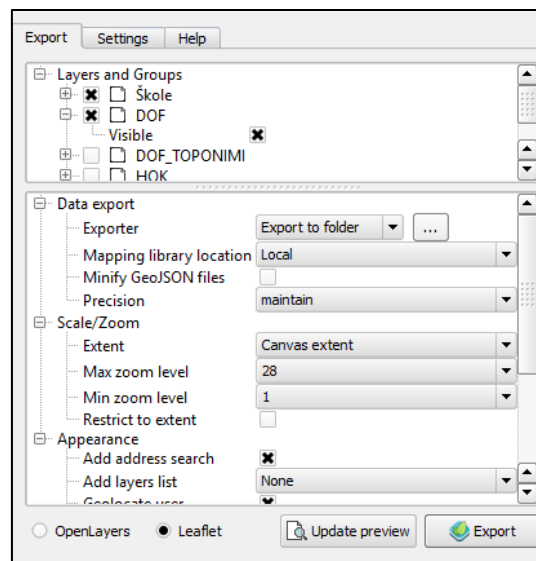 Export Settings Help
Layers and Groups
Škole
DOF
Visible
DOF_TOPONIMI
HOK
Data export
Exporter Export to folder ...
Mapping library location Local
Minify GeoJSON files
Precision maintain
Scale/Zoom
Extent Canvas extent
Max zoom level 28
Min zoom level 1
Restrict to extent
Appearance
Add address search
Add layers list None
Geolocate user
OpenLayers Leaflet Update preview Export